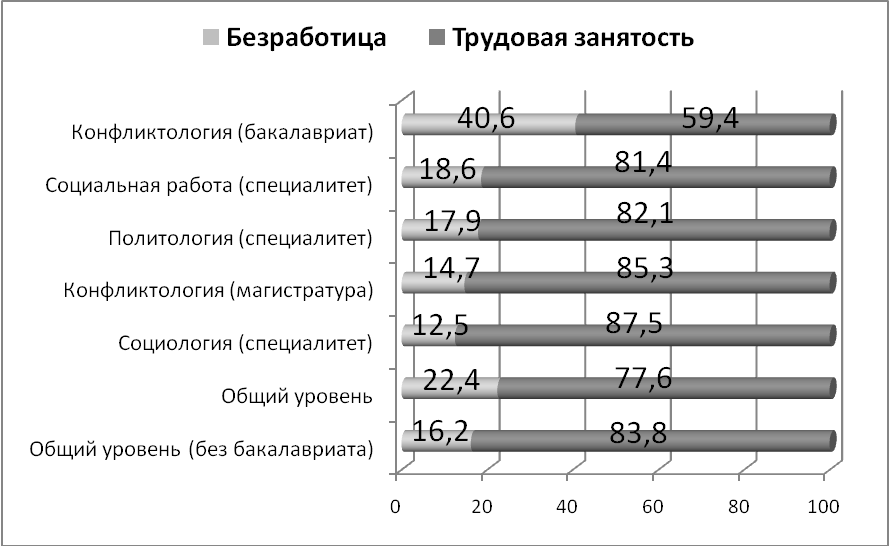 Безработица Трудовая занятость
Конфликтология (бакалавриат) 40,6 59,4
Социальная работа (специалитет) 18,6 81,4
Политология (специалитет) 17,9 82,1
Конфликтология (магистратура) 14,7 85,3
Социология (специалитет) 12,5 87,5
Общий уровень 22,4 77,6
Общий уровень (без бакалавриата) 16,2 83,8
0 20 40 60 80 100